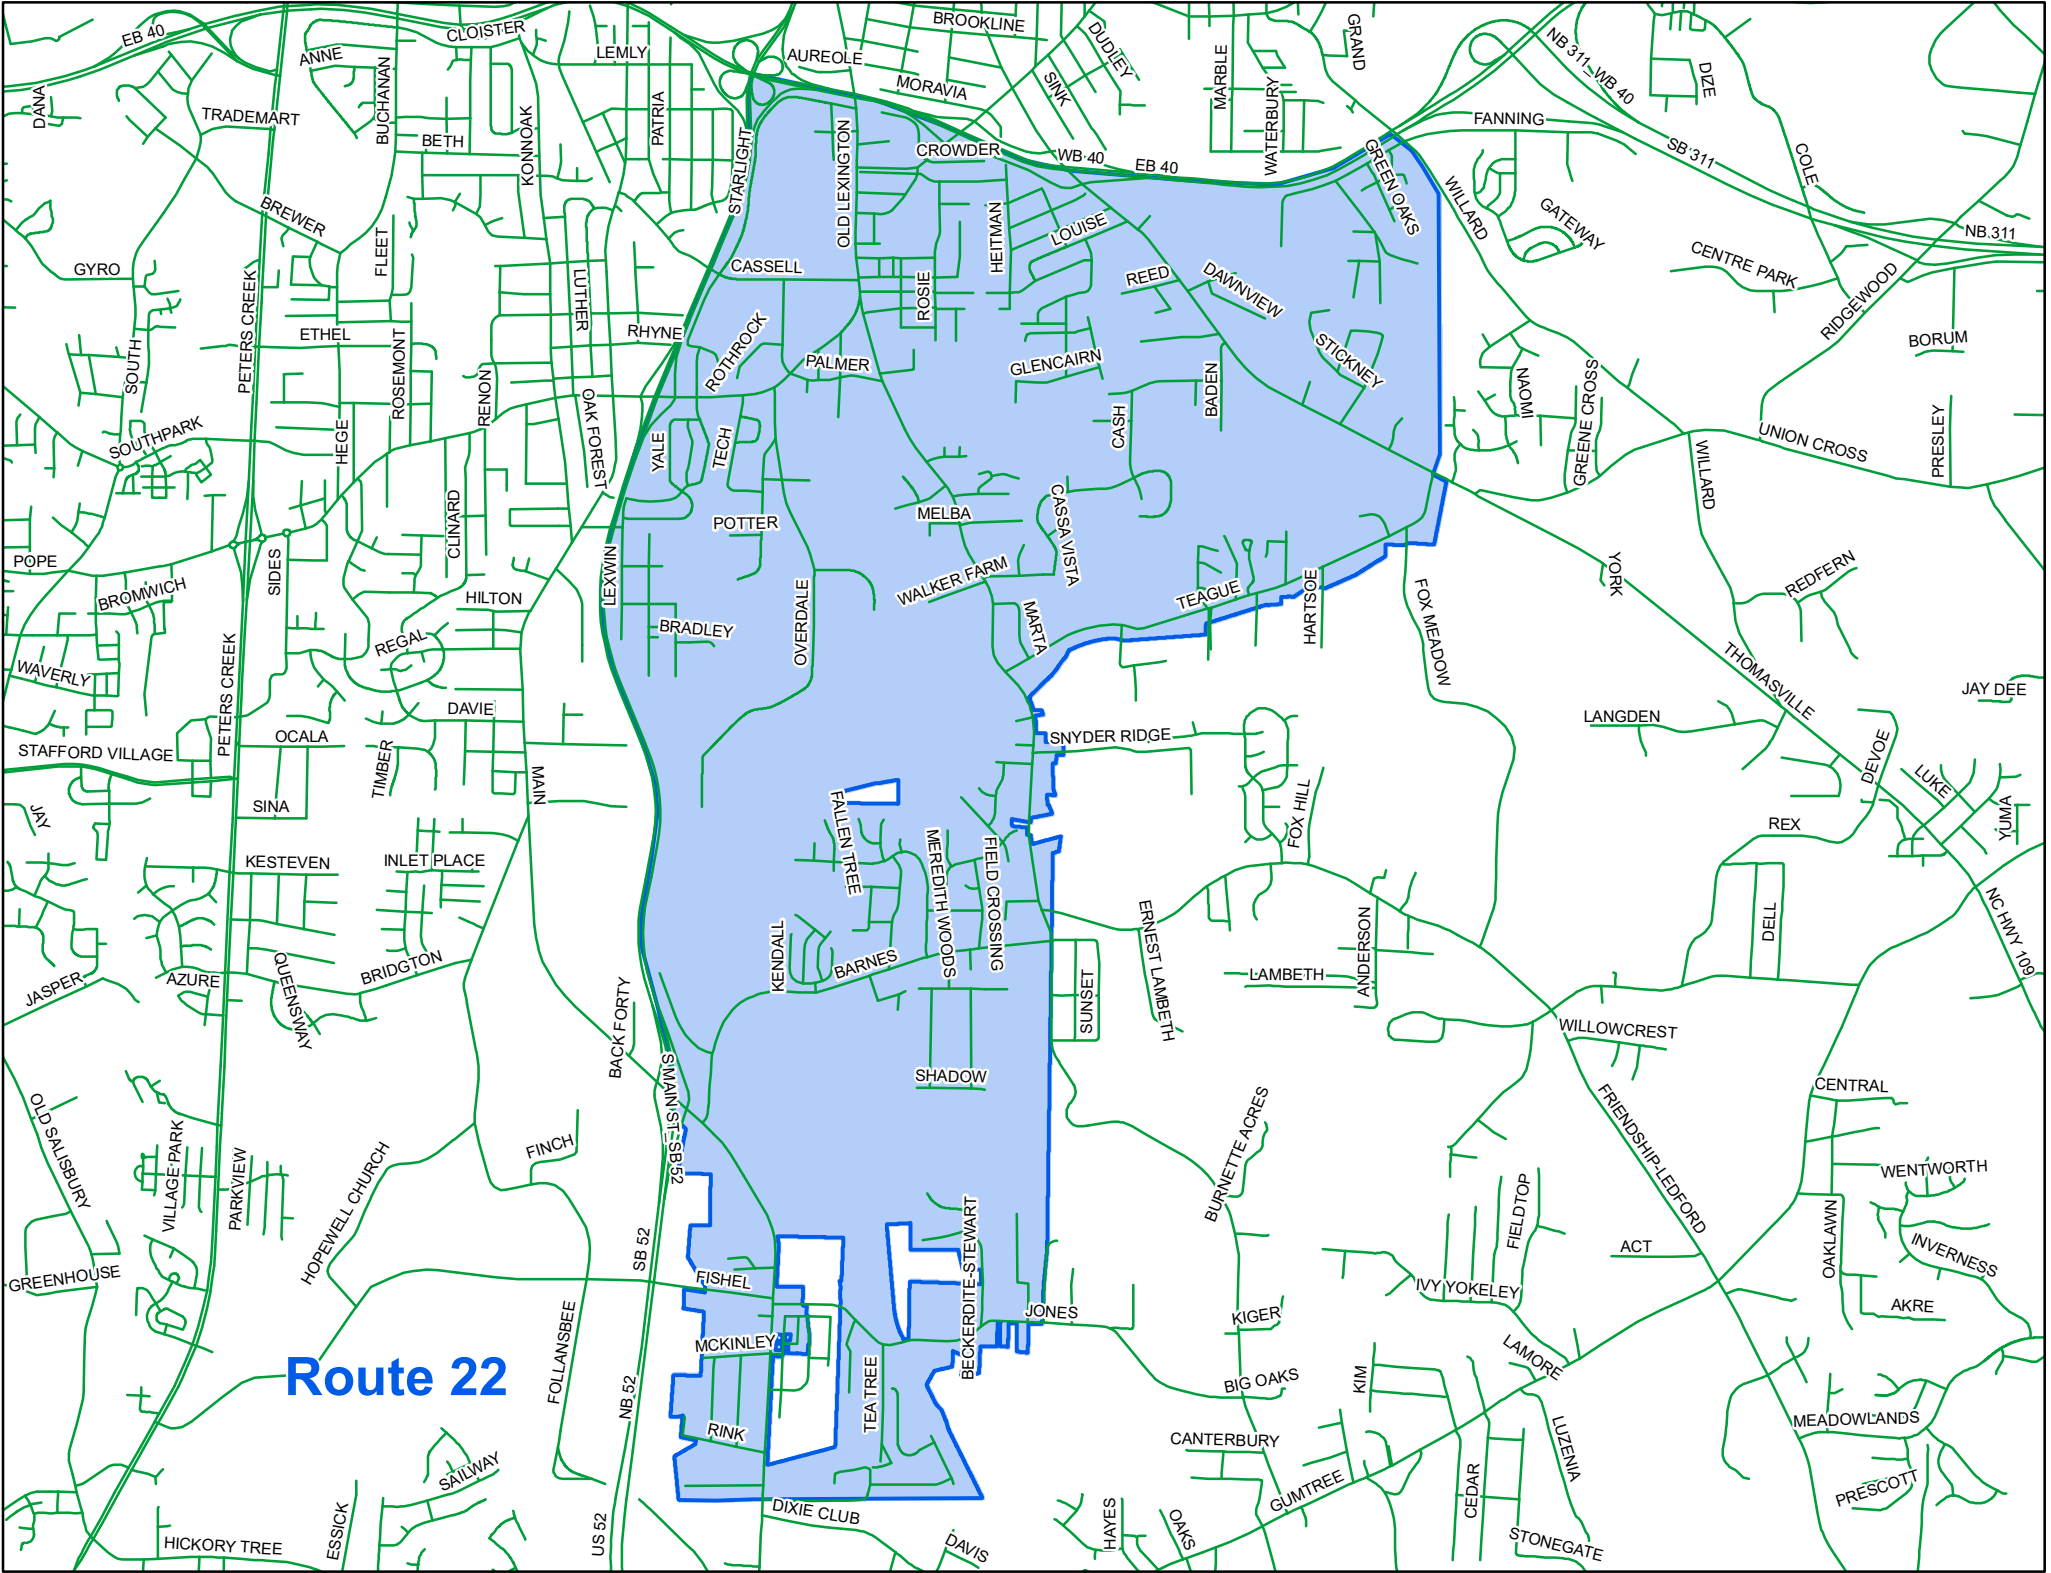 BROOKLINE
EB 40
CLOISTER
GRAND
ANNE
LEMLY
AUREOLE
DUDLEY
NB 311
WB 40
DANA
BUCHANAN
MORAVIA
SINK
MARBLE
DIZE
TRADEMART
PATRIA
WATERBURY
FANNING
BETH
KONNOAK
STARLIGHT
OLD LEXINGTON
CROWDER
WB 40
EB 40
GREEN OAKS
SB 311
COLE
BREWER
FLEET
HEITMAN
LOUISE
WILLARD
GATEWAY
NB 311
GYRO
PETERS CREEK
LUTHER
CASSELL
ROSIE
REED
DAWNVIEW
CENTRE PARK
RIDGEWOOD
SOUTH
ETHEL
ROSEMONT
RHYNE
ROTHROCK
PALMER
GLENCAIRN
STICKNEY
BORUM
RENON
OAK FOREST
BADEN
NAOMI
GREENE CROSS
SOUTHPARK
HEGE
YALE
TECH
CASH
UNION CROSS
PRESLEY
CLINARD
POTTER
MELBA
CASSA VISTA
WILLARD
POPE
SIDES
LEXWIN
WALKER FARM
YORK
BROMWICH
HILTON
OVERDALE
TEAGUE
HARTSOE
FOX MEADOW
REDFERN
REGAL
BRADLEY
MARTA
WAVERLY
PETERS CREEK
THOMASVILLE
JAY DEE
DAVIE
LANGDEN
STAFFORD VILLAGE
OCALA
SNYDER RIDGE
TIMBER
MAIN
DEVOE
LUKE
JAY
SINA
FALLEN TREE
FOX HILL
REX
YUMA
KESTEVEN
INLET PLACE
MEREDITH WOODS
FIELD CROSSING
DELL
NC HWY 109
KENDALL
BARNES
ERNEST LAMBETH
ANDERSON
JASPER
AZURE
QUEENSWAY
BRIDGTON
LAMBETH
BACK FORTY
SUNSET
WILLOWCREST
OLD SALISBURY
SHADOW
CENTRAL
S MAIN ST
SB 52
FRIENDSHIP-LEDFORD
VILLAGE PARK
PARKVIEW
HOPEWELL CHURCH
FINCH
BURNETTE ACRES
WENTWORTH
BECKERDITE-STEWART
FIELDTOP
OAKLAWN
SB 52
ACT
INVERNESS
GREENHOUSE
FISHEL
IVY YOKELEY
JONES
KIGER
AKRE
MCKINLEY
Route 22
FOLLANSBEE
LAMORE
NB 52
TEA TREE
BIG OAKS
KIM
RINK
CANTERBURY
LUZENIA
MEADOWLANDS
SAILWAY
GUMTREE
CEDAR
PRESCOTT
ESSICK
US 52
DIXIE CLUB
HAYES
OAKS
HICKORY TREE
DAVIS
STONEGATE